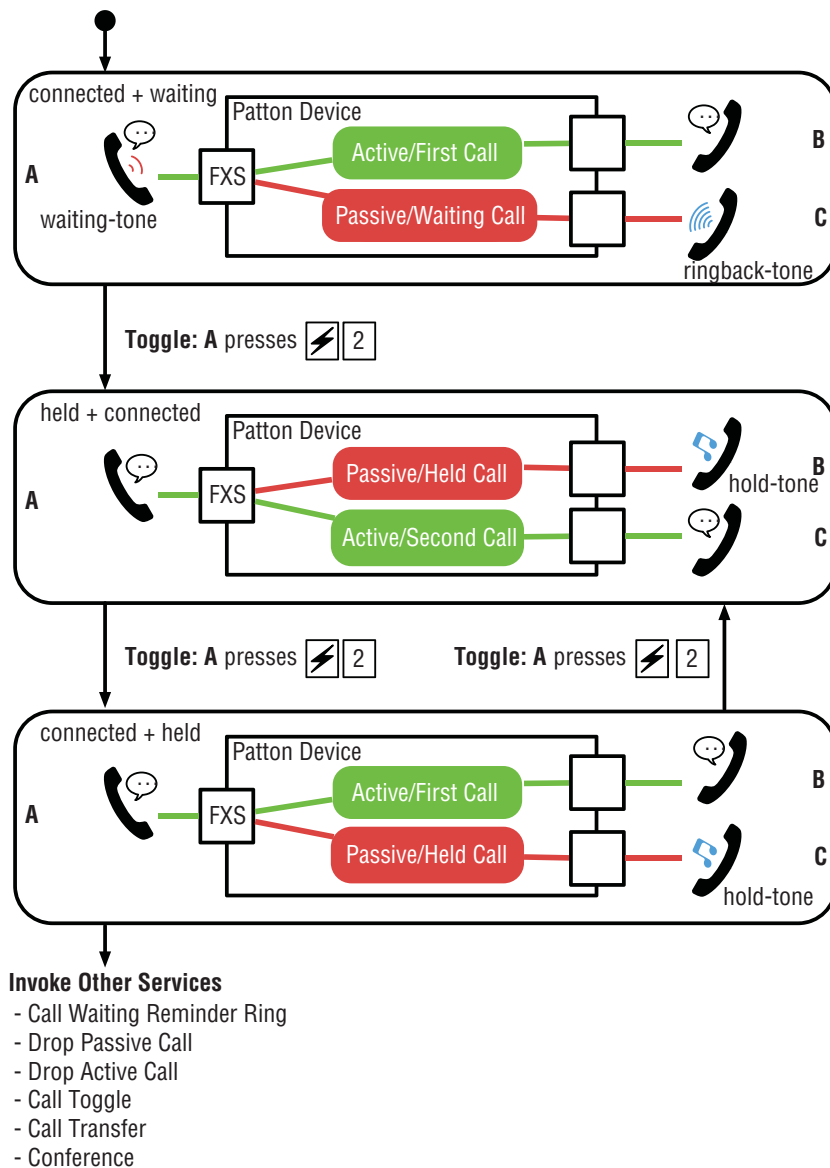 connected + waiting
Patton Device
Active/First Call
B
A
FXS
waiting-tone
Passive/Waiting Call
C
ringback-tone
Toggle: A presses 2
held + connected
Patton Device
Passive/Held Call
B
hold-tone
A
FXS
Active/Second Call
C
Toggle: A presses 2
Toggle: A presses 2
connected + held
Patton Device
Active/First Call
B
A
FXS
Passive/Held Call
C
hold-tone
Invoke Other Services
- Call Waiting Reminder Ring
- Drop Passive Call
- Drop Active Call
- Call Toggle
- Call Transfer
- Conference